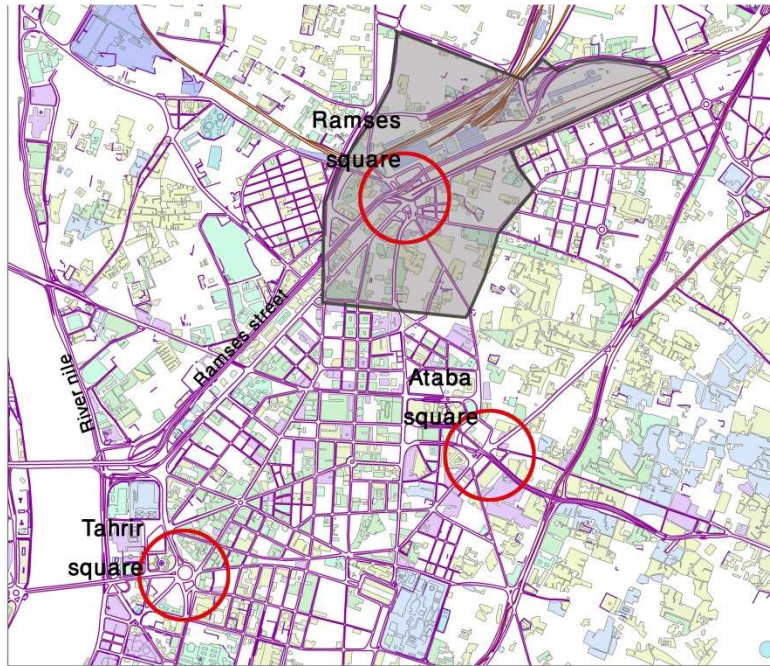 Ramses
square
Ramses street
River nile
Ataba
square
Tahrir
square